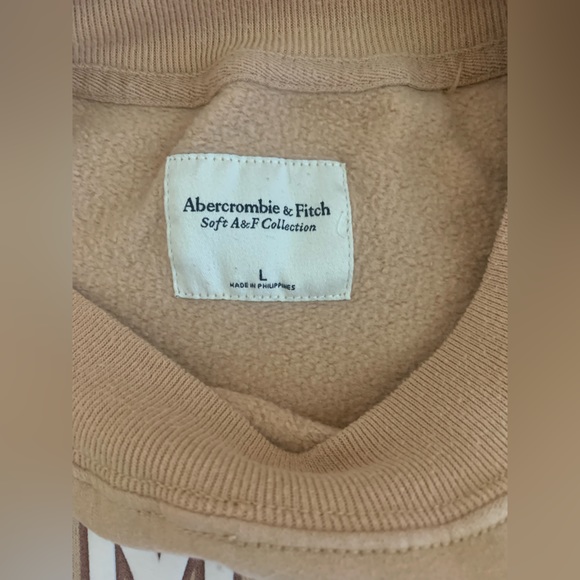 Abercrombie & Fitch
Soft A&F Collection
L
MADE IN PHILIPPINES
M